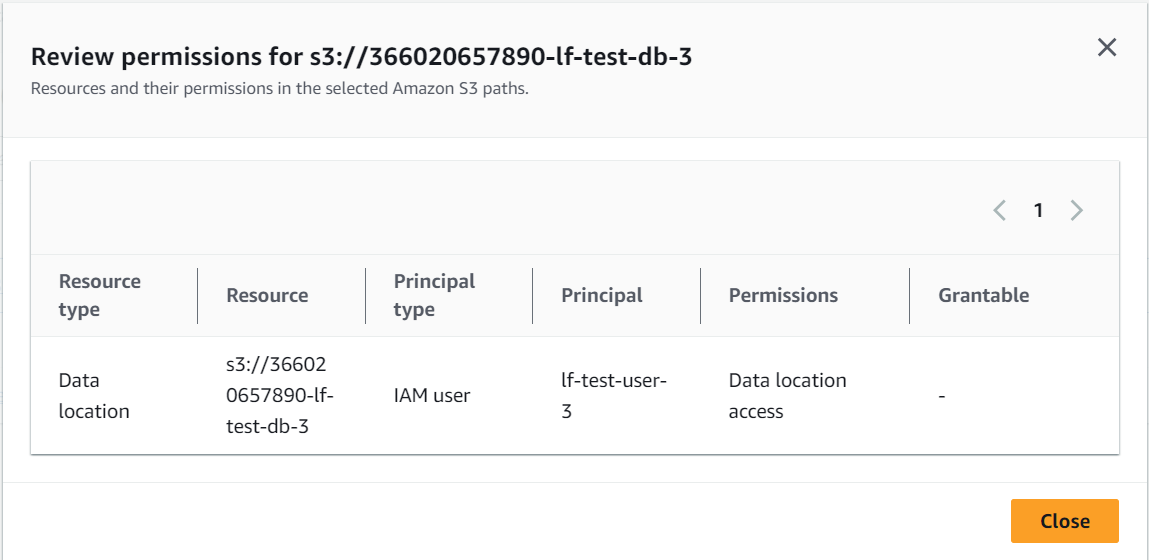 Review permissions for s3://366020657890-lf-test-db-3
Resources and their permissions in the selected Amazon S3 paths.
1
Resource type
Resource
Principal type
Principal
Permissions
Grantable
Data
location
s3://36602
0657890-lf-
test-db-3
IAM user
lf-test-user-
3
Data location
access
-
Close